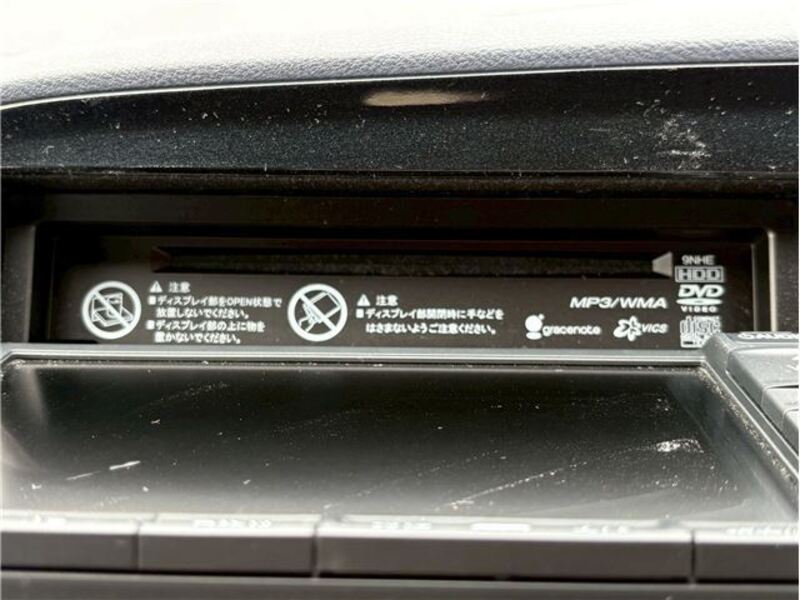 9NHE
HDD
DVD
VIDEO
注意
■ディスプレイ部をOPEN状態で
放置しないでください。
■ディスプレイ部の上に物を
置かないでください。
注意
■ディスプレイ部開閉時に手などを
はさまないようご注意ください。
MP3/WMA
gracenote
VICS
disc